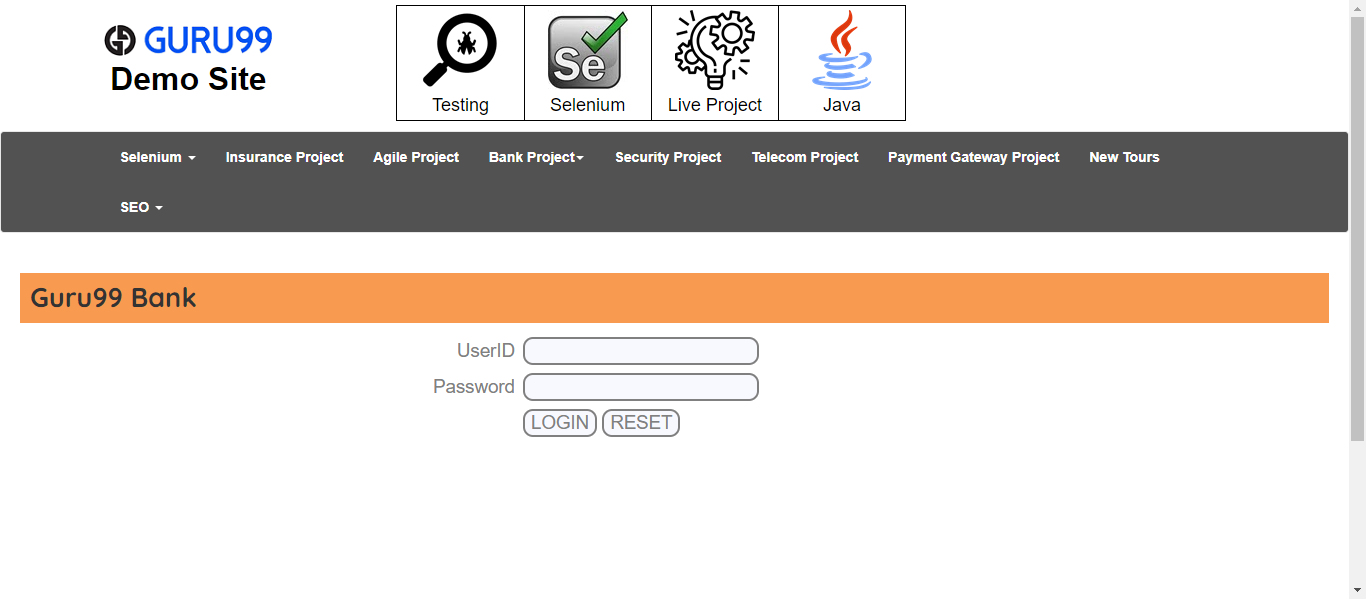 GURU99
Demo Site
Se
Testing Selenium Live Project Java
Selenium Insurance Project Agile Project Bank Project Security Project Telecom Project Payment Gateway Project New Tours
SEO
Guru99 Bank
UserID
Password
LOGIN RESET